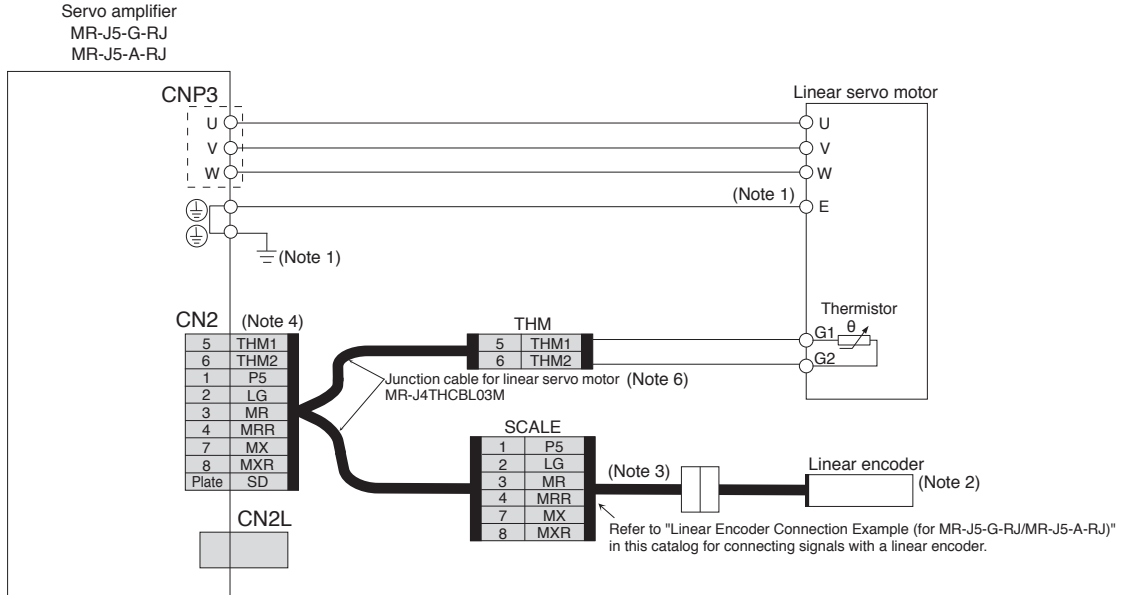 Servo amplifier
MR-J5-G-RJ
MR-J5-A-RJ
CNP3
Linear servo motor
U
U
V
V
W
W
(Note 1)
E
(Note 1)
Thermistor
θ
G1
G2
CN2
(Note 4)
5 THM1
6 THM2
1 P5
2 LG
3 MR
4 MRR
7 MX
8 MXR
Plate SD
THM
5 THM1
6 THM2
Junction cable for linear servo motor (Note 6)
MR-J4THCBL03M
SCALE
1 P5
2 LG
3 MR
4 MRR
7 MX
8 MXR
(Note 3)
Linear encoder
(Note 2)
Refer to "Linear Encoder Connection Example (for MR-J5-G-RJ/MR-J5-A-RJ)"
in this catalog for connecting signals with a linear encoder.
CN2L